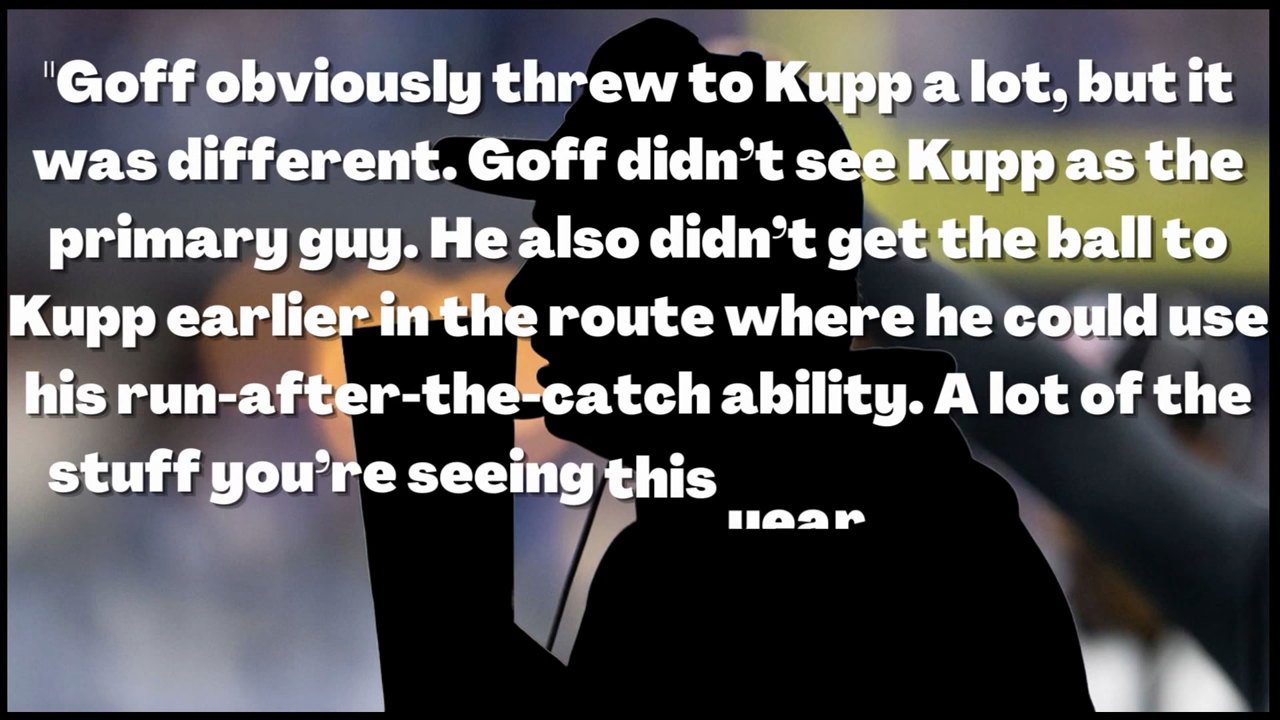 "Goff obviously threw to Kupp a lot, but it
was different. Goff didn’t see Kupp as the
primary guy. He also didn’t get the ball to
Kupp earlier in the route where he could use
his run-after-the-catch ability. A lot of the
stuff you’re seeing this
year